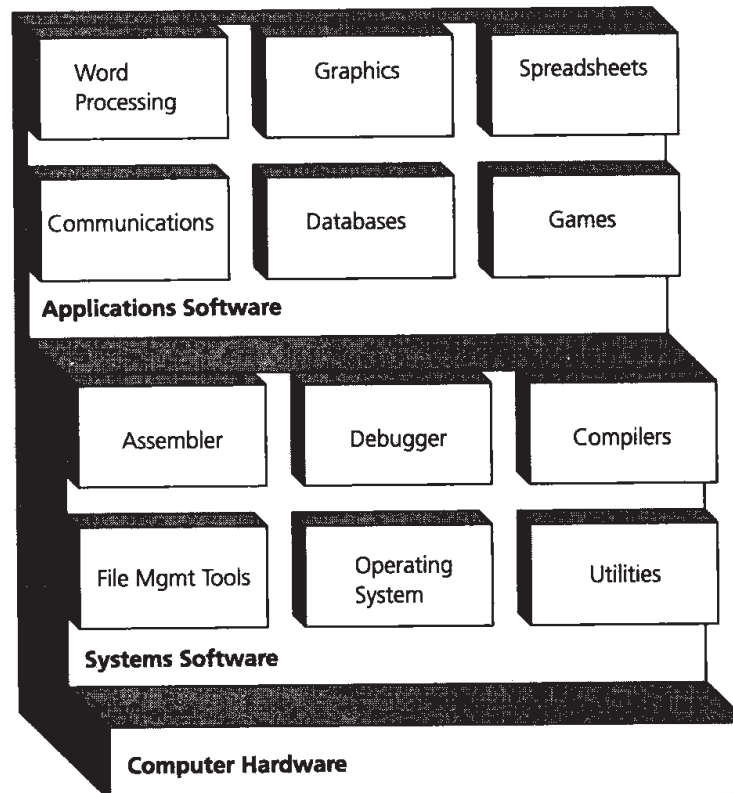 Word
Processing
Graphics
Spreadsheets
Communications
Databases
Games
Applications Software
Assembler
Debugger
Compilers
File Mgmt Tools
Operating
System
Utilities
Systems Software
Computer Hardware